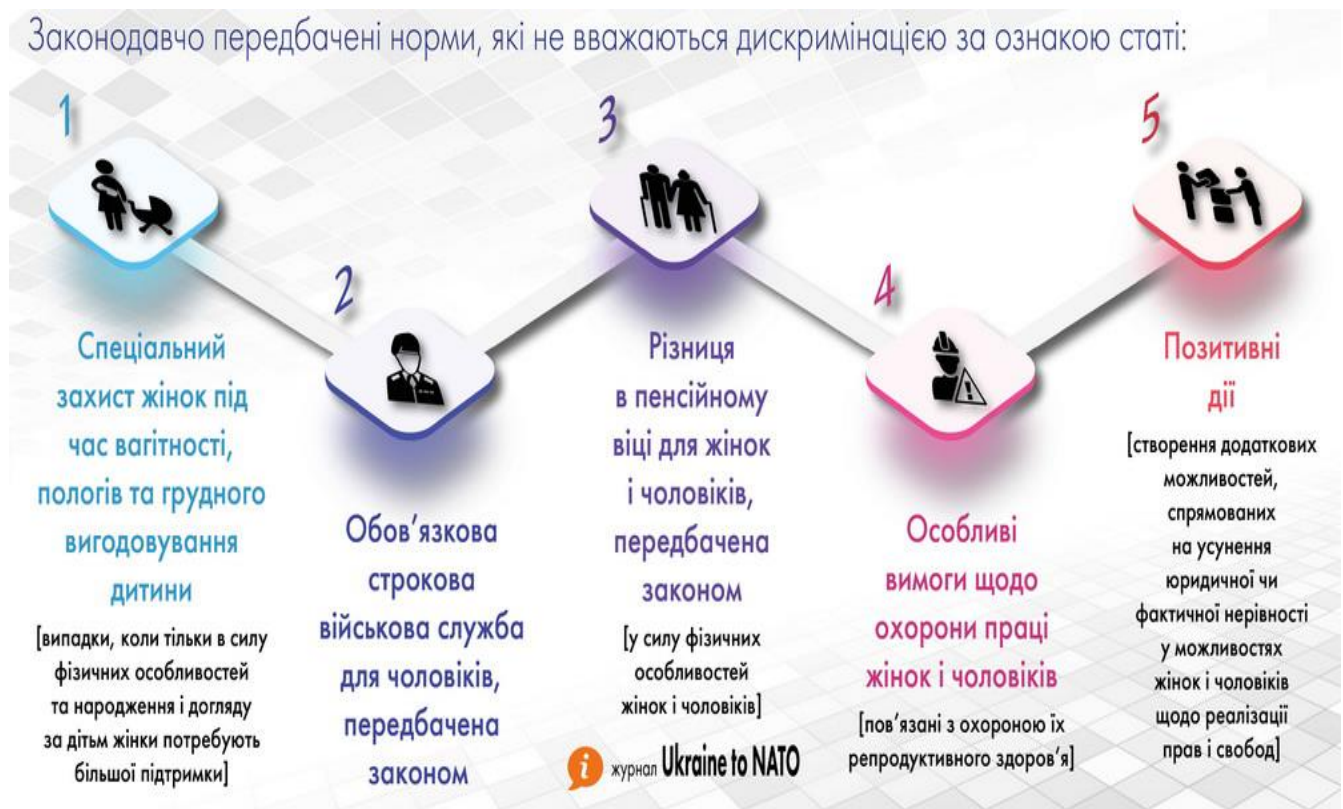 Законодавчо передбачені норми, які не вважаються дискримінацією за ознакою статі:
1
Спеціальний
захист жінок під
час вагітності,
пологів та грудного
вигодовування
дитини
[випадки, коли тільки в силу
фізичних особливостей
та народження і догляду
за дітьм жінки потребують
більшої підтримки]
2
Обов’язкова
строкова
військова служба
для чоловіків,
передбачена
законом
3
Різниця
в пенсійному
віці для жінок
і чоловіків,
передбачена
законом
[у силу фізичних
особливостей
жінок і чоловіків]
4
Особливі
вимоги щодо
охорони праці
жінок і чоловіків
[пов’язані з охороною їх
репродуктивного здоров’я]
5
Позитивні
дії
[створення додаткових
можливостей,
спрямованих
на усунення
юридичної чи
фактичної нерівності
у можливостях
жінок і чоловіків
щодо реалізації
прав і свобод]
i журнал Ukraine to NATO